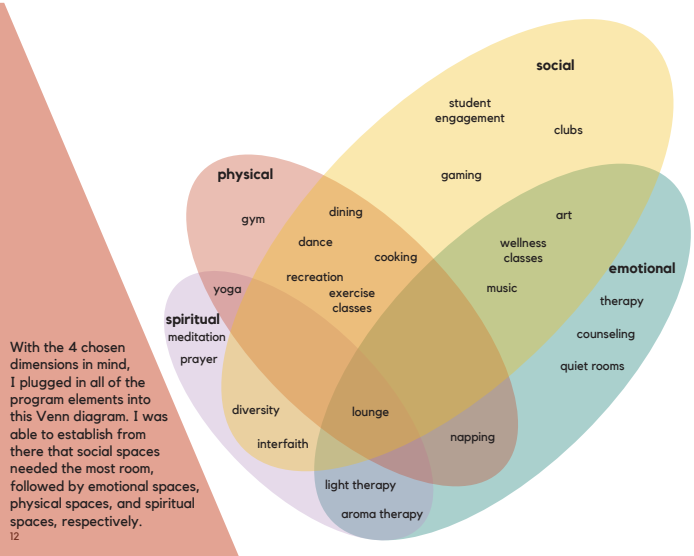 social
student
engagement
clubs
gaming
physical
gym
dining
dance
cooking
recreation
exercise
classes
yoga
art
wellness
classes
music
emotional
therapy
counseling
quiet rooms
spiritual
meditation
prayer
diversity
interfaith
lounge
napping
light therapy
aroma therapy
With the 4 chosen
dimensions in mind,
I plugged in all of the
program elements into
this Venn diagram. I was
able to establish from
there that social spaces
needed the most room,
followed by emotional spaces,
physical spaces, and spiritual
spaces, respectively.
12